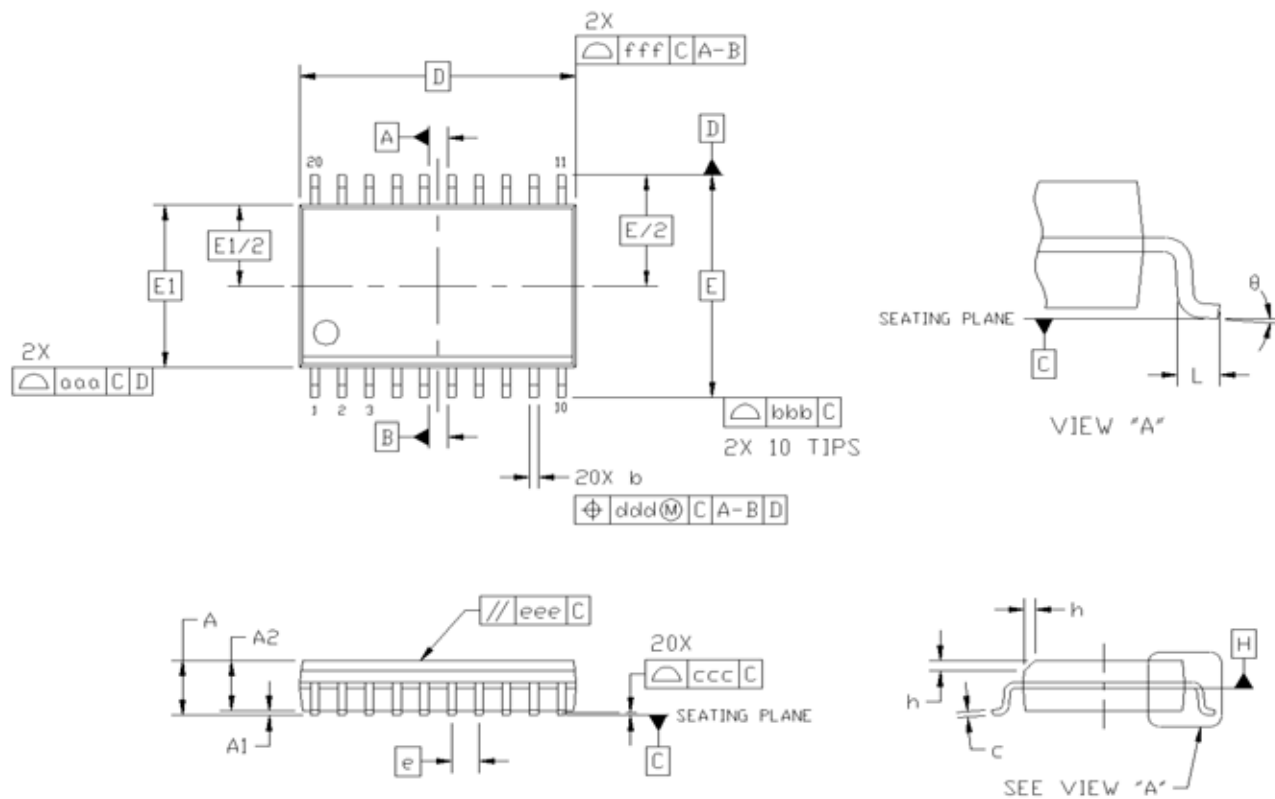 2X
⌓ fff C A-B
D
A
D
20
11
E1/2
E/2
E1
E
2X
⌓ aaa C D
1 2 3
10
B
⌓ bbb C
2X 10 TIPS
20X b
⌖ ddd Ⓜ C A-B D
θ
SEATING PLANE
C
L
VIEW "A"
A
A2
// eee C
20X
⌓ ccc C
A1
SEATING PLANE
C
e
h
H
h
c
SEE VIEW "A"